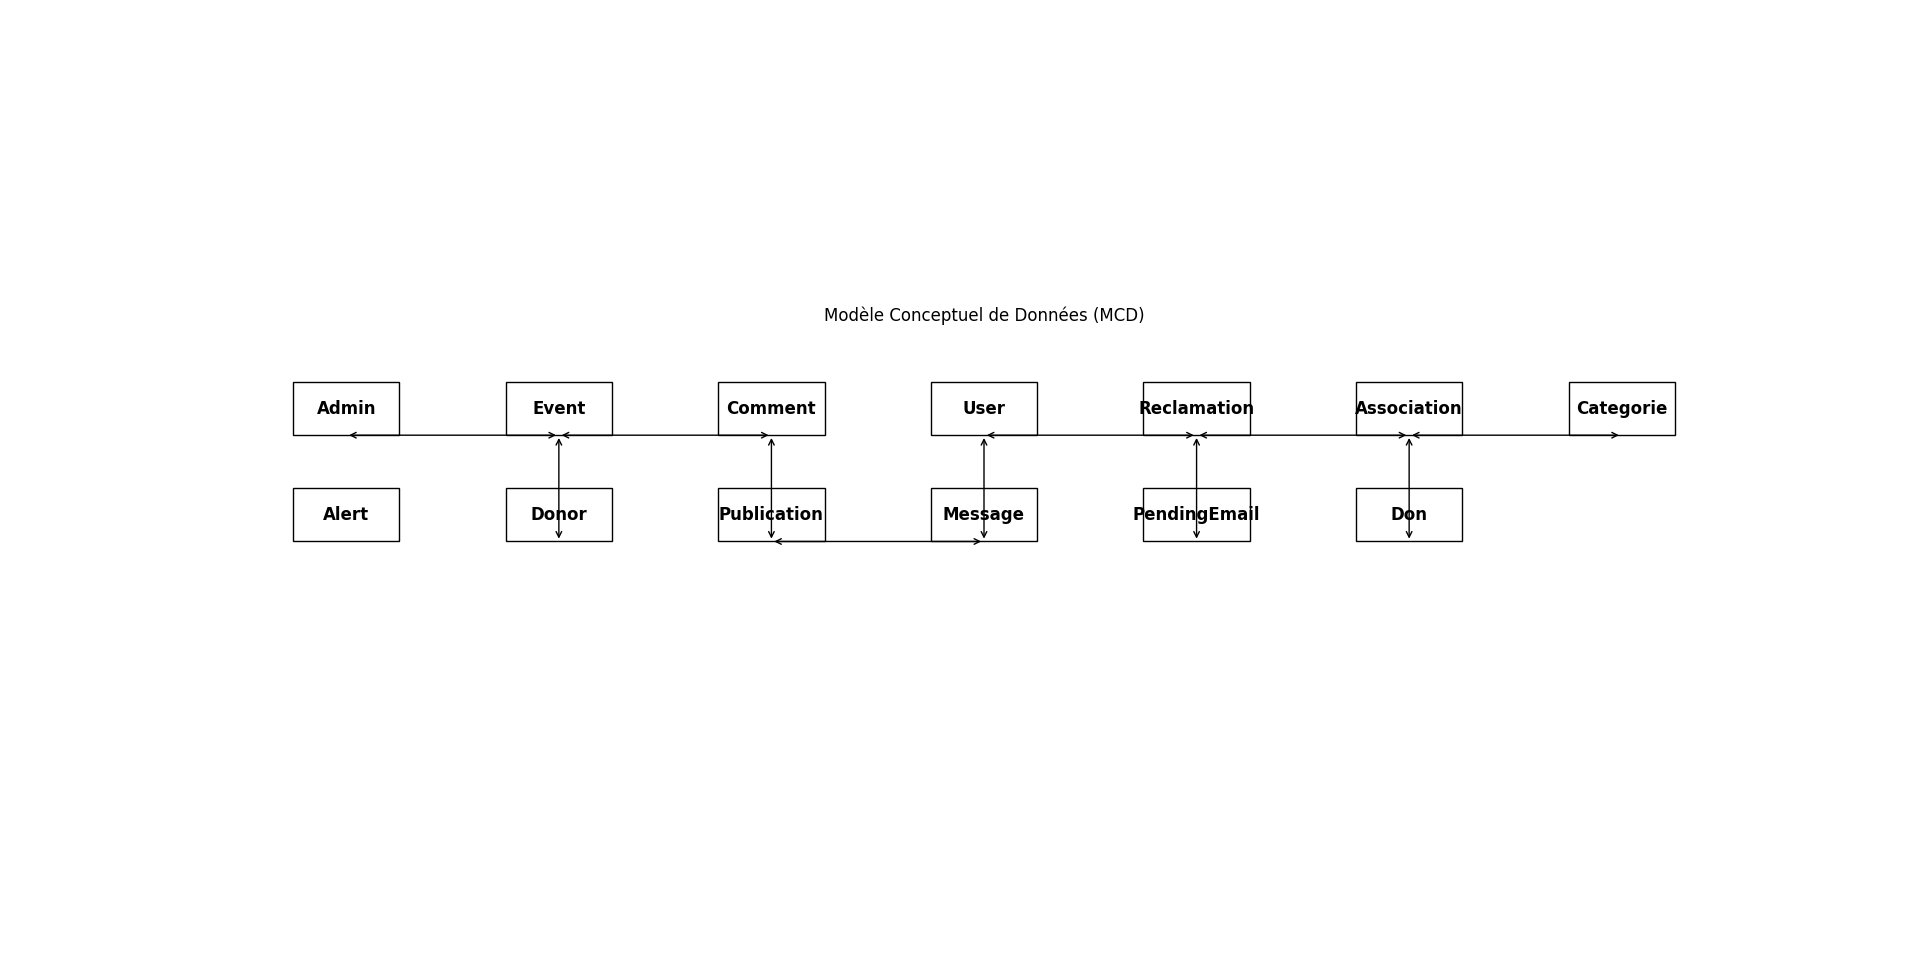 Modèle Conceptuel de Données (MCD)
Admin
Event
Comment
User
Reclamation
Association
Categorie
Alert
Donor
Publication
Message
PendingEmail
Don